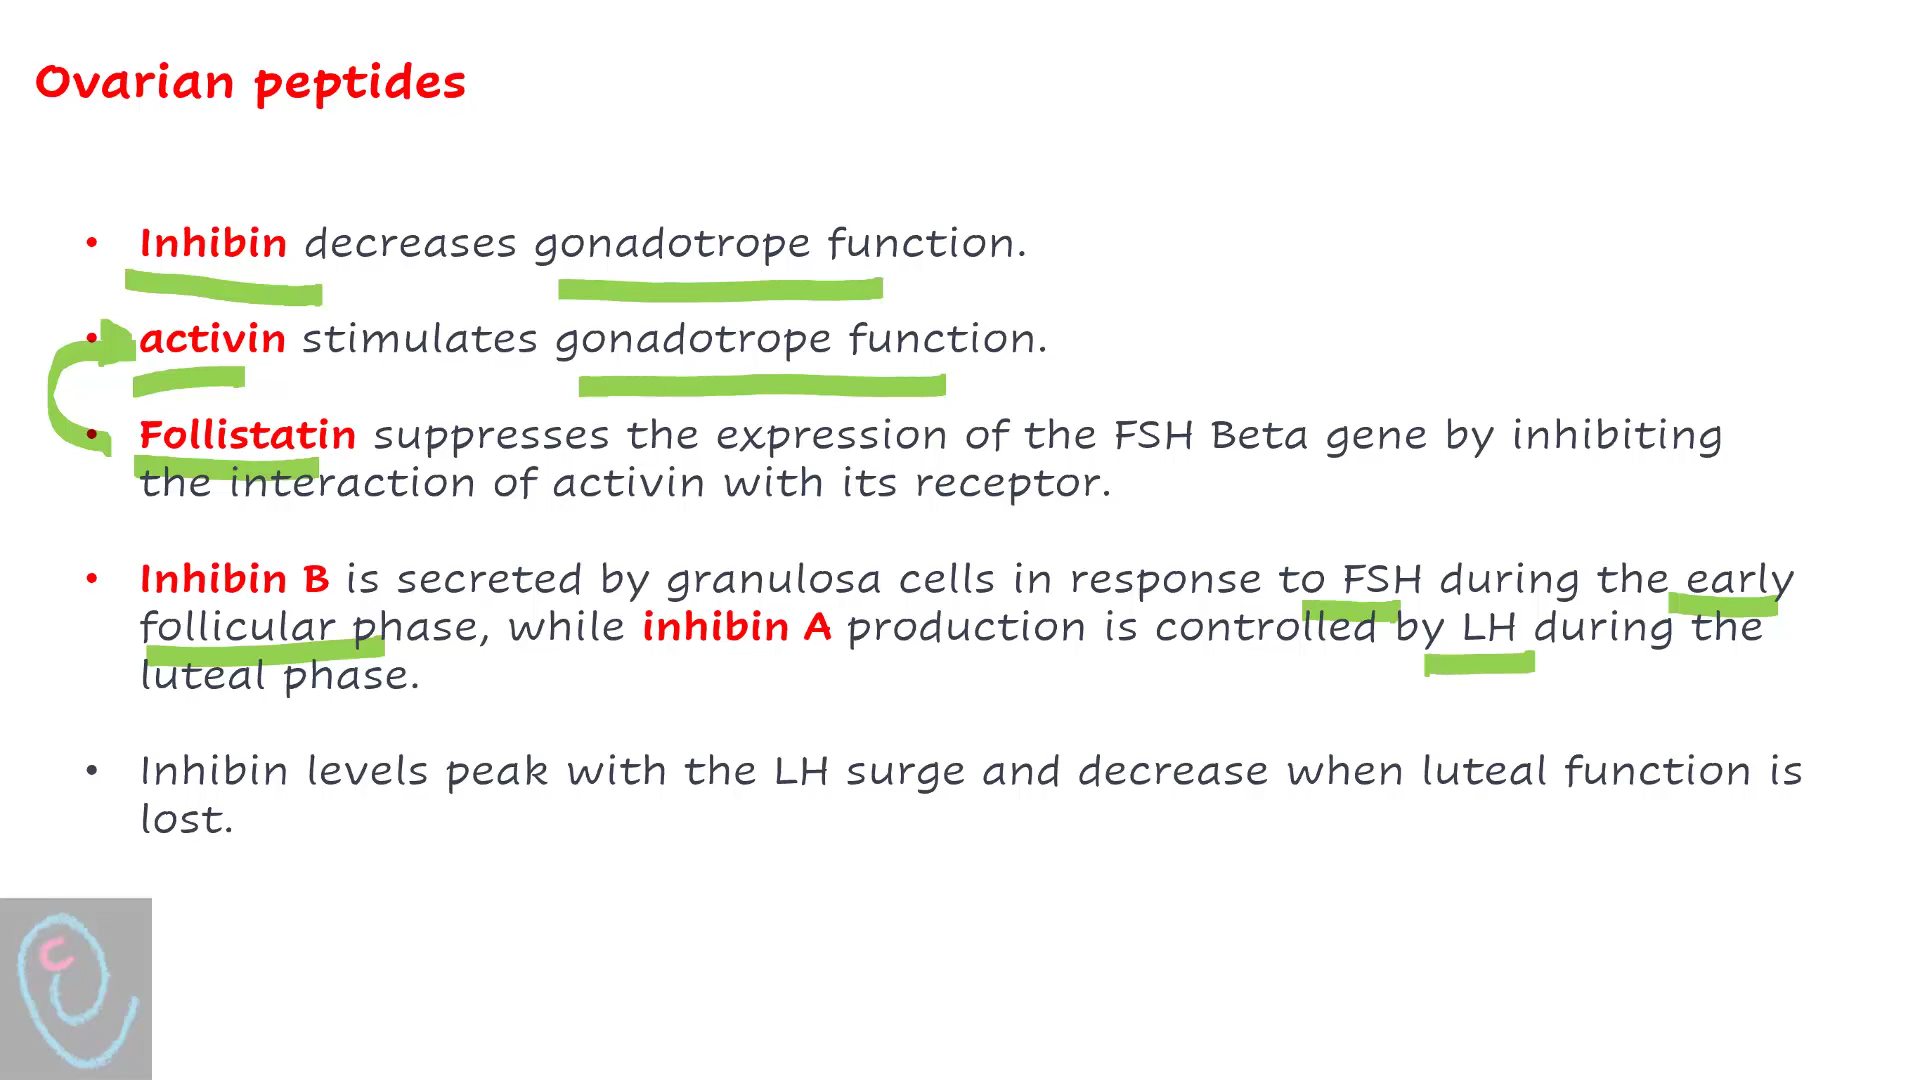 Ovarian peptides
• Inhibin decreases gonadotrope function.
• activin stimulates gonadotrope function.
• Follistatin suppresses the expression of the FSH Beta gene by inhibiting
the interaction of activin with its receptor.
• Inhibin B is secreted by granulosa cells in response to FSH during the early
follicular phase, while inhibin A production is controlled by LH during the
luteal phase.
• Inhibin levels peak with the LH surge and decrease when luteal function is
lost.